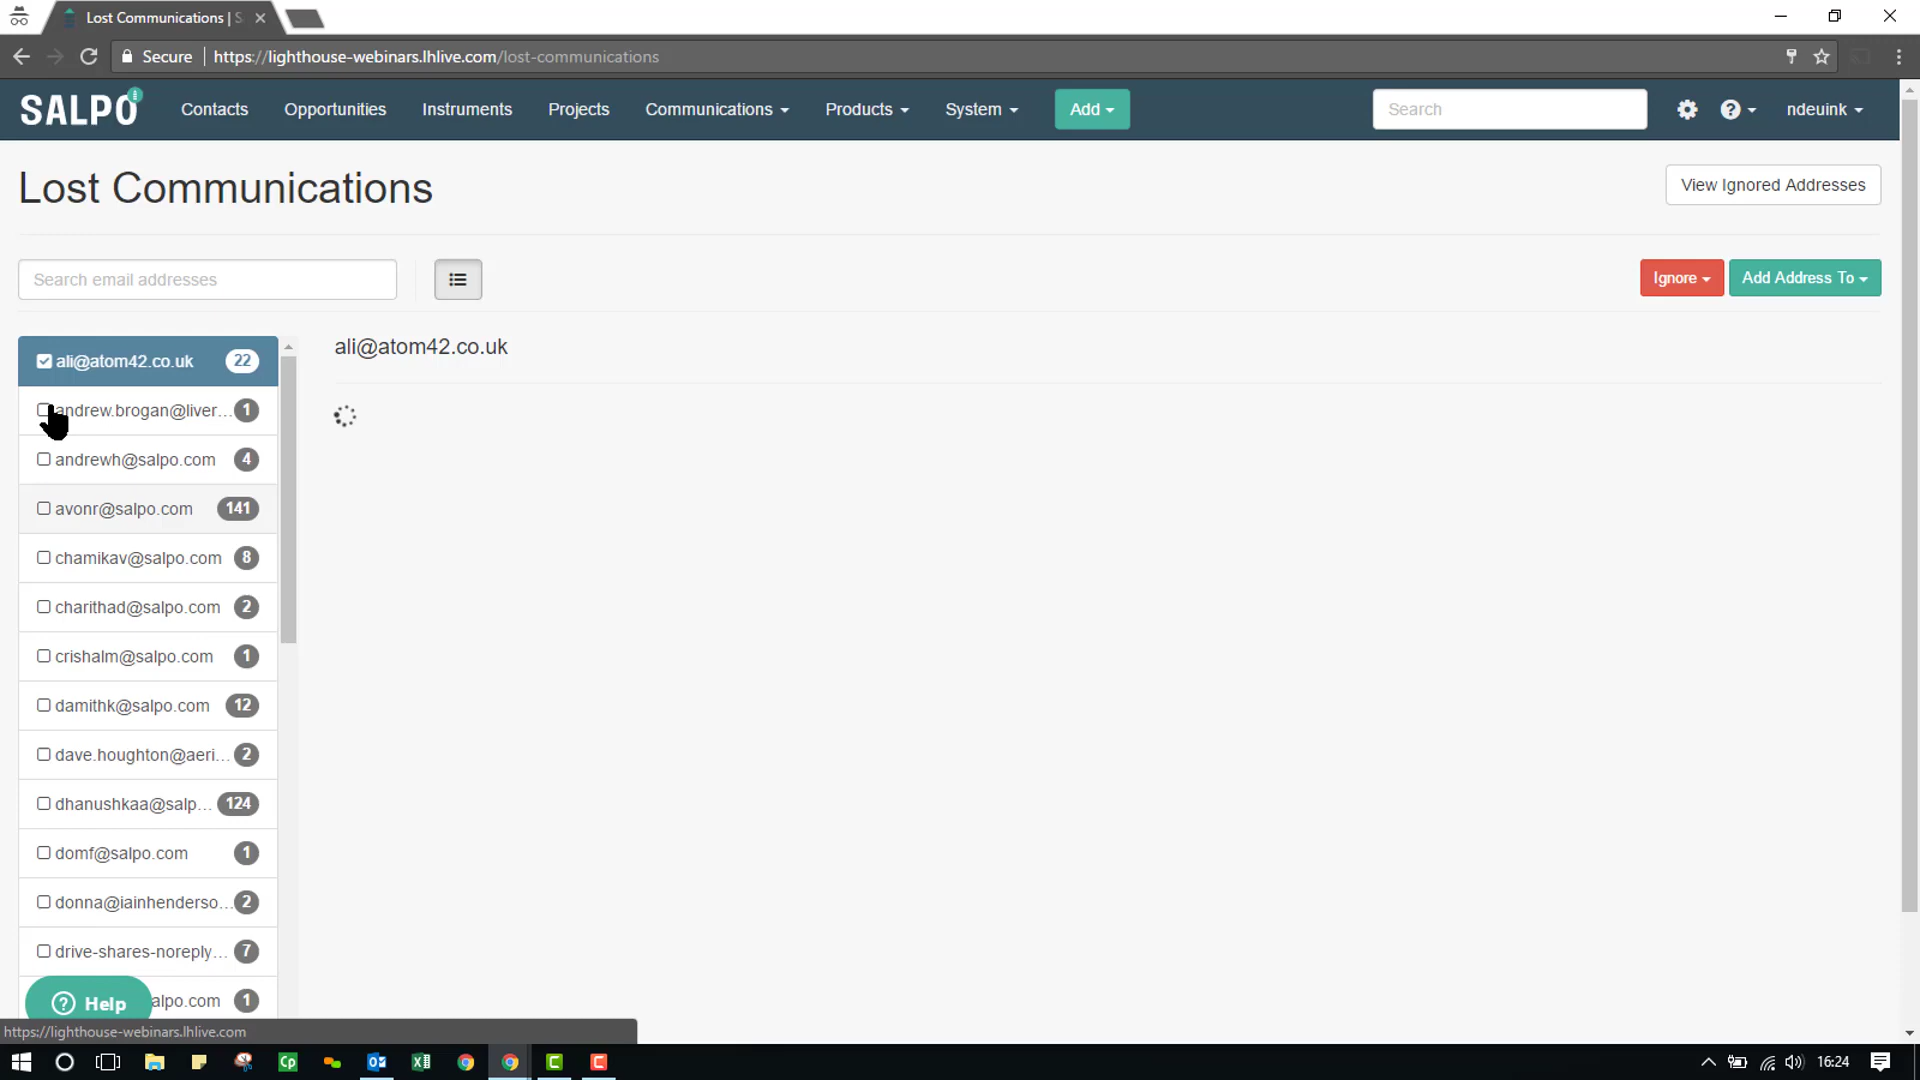 Lost Communications | S
Secure https://lighthouse-webinars.lhlive.com/lost-communications
SALPO Contacts Opportunities Instruments Projects Communications Products System Add Search ndeuink
Lost Communications
View Ignored Addresses
Search email addresses
Ignore Add Address To
ali@atom42.co.uk 22
ali@atom42.co.uk
andrew.brogan@liver... 1
andrewh@salpo.com 4
avonr@salpo.com 141
chamikav@salpo.com 8
charithad@salpo.com 2
crishalm@salpo.com 1
damithk@salpo.com 12
dave.houghton@aeri... 2
dhanushkaa@salp... 124
domf@salpo.com 1
donna@iainhenderso... 2
drive-shares-noreply... 7
Help alpo.com 1
https://lighthouse-webinars.lhlive.com
16:24